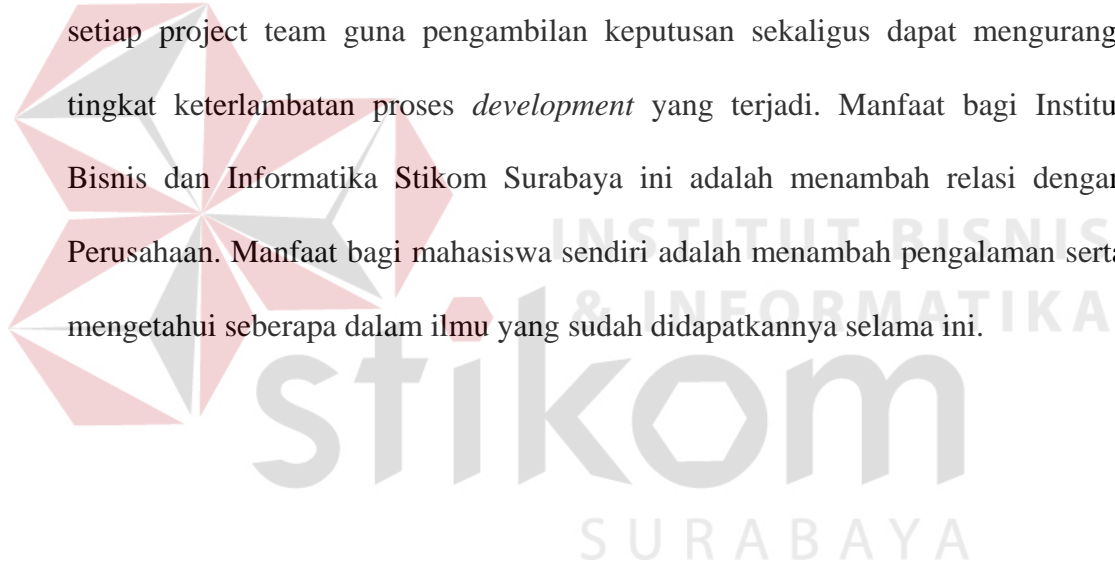 setiap project team guna pengambilan keputusan sekaligus dapat mengurang
tingkat keterlambatan proses development yang terjadi. Manfaat bagi Institu
Bisnis dan Informatika Stikom Surabaya ini adalah menambah relasi dengan
Perusahaan. Manfaat bagi mahasiswa sendiri adalah menambah pengalaman serta
mengetahui seberapa dalam ilmu yang sudah didapatkannya selama ini.
INSTITUT BISNIS
& INFORMATIKA
stikom
SURABAYA